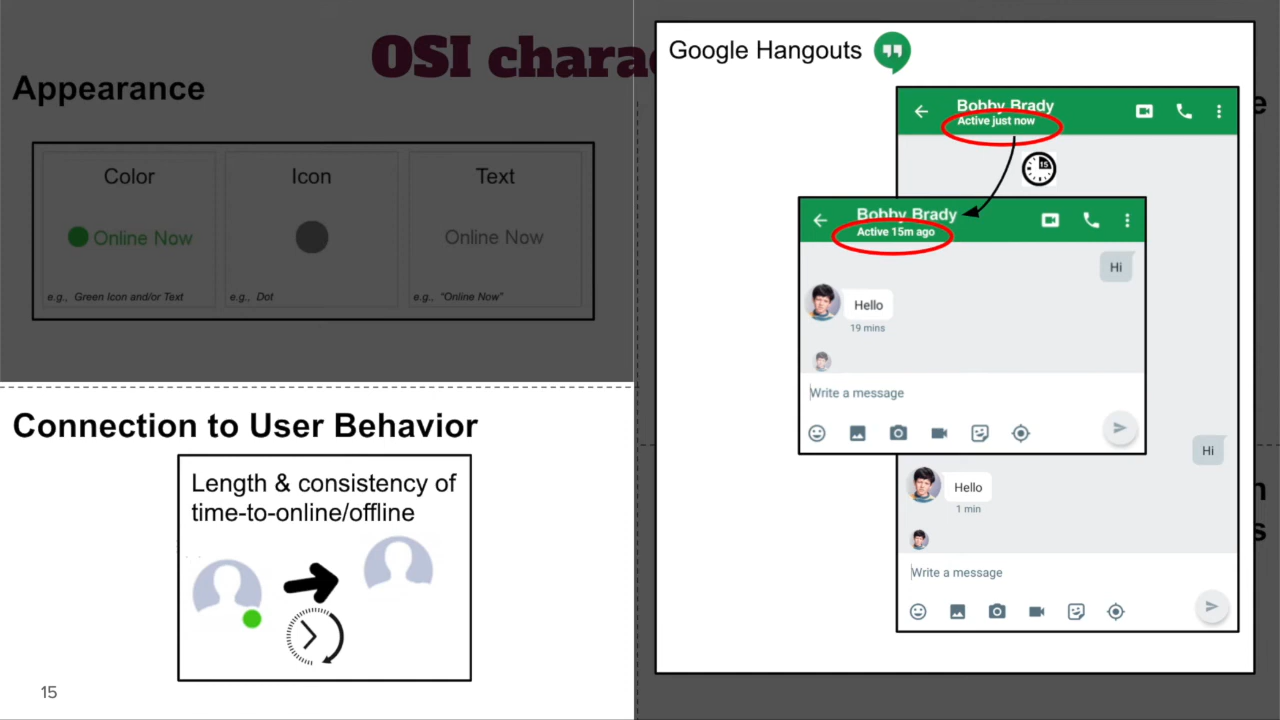 OSI charac
Appearance
Color
Icon
Text
Online Now
Online Now
e.g., Green Icon and/or Text
e.g., Dot
e.g., “Online Now”
Connection to User Behavior
Length & consistency of
time-to-online/offline
15
Google Hangouts
Bobby Brady
Active just now
15
Bobby Brady
Active 15m ago
Hi
Hello
19 mins
Write a message
Hi
Hello
1 min
Write a message